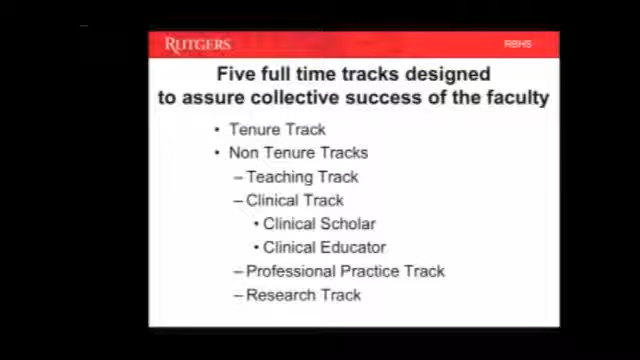 RUTGERS
RBHS
Five full time tracks designed
to assure collective success of the faculty
• Tenure Track
• Non Tenure Tracks
– Teaching Track
– Clinical Track
• Clinical Scholar
• Clinical Educator
– Professional Practice Track
– Research Track